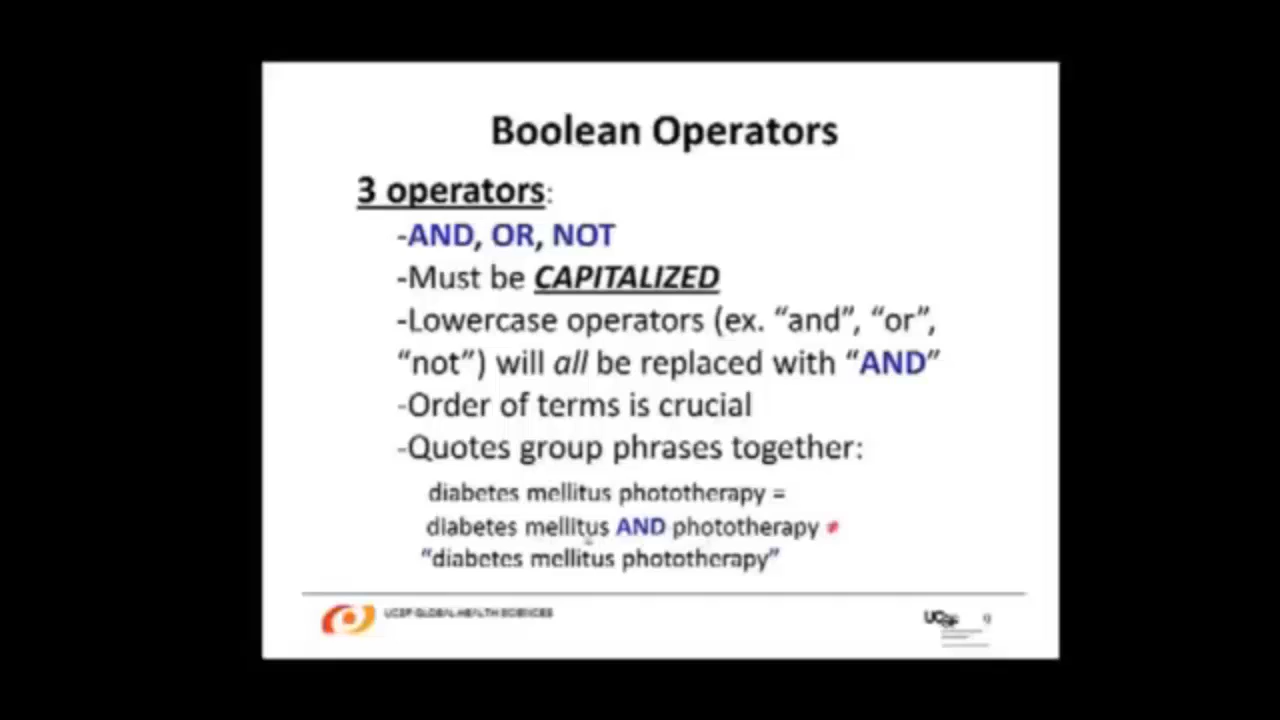 Boolean Operators
3 operators:
-AND, OR, NOT
-Must be CAPITALIZED
-Lowercase operators (ex. “and”, “or”,
“not”) will all be replaced with “AND”
-Order of terms is crucial
-Quotes group phrases together:
diabetes mellitus phototherapy =
diabetes mellitus AND phototherapy ≠
“diabetes mellitus phototherapy”
UCSF GLOBAL HEALTH SCIENCES
UCSF 9